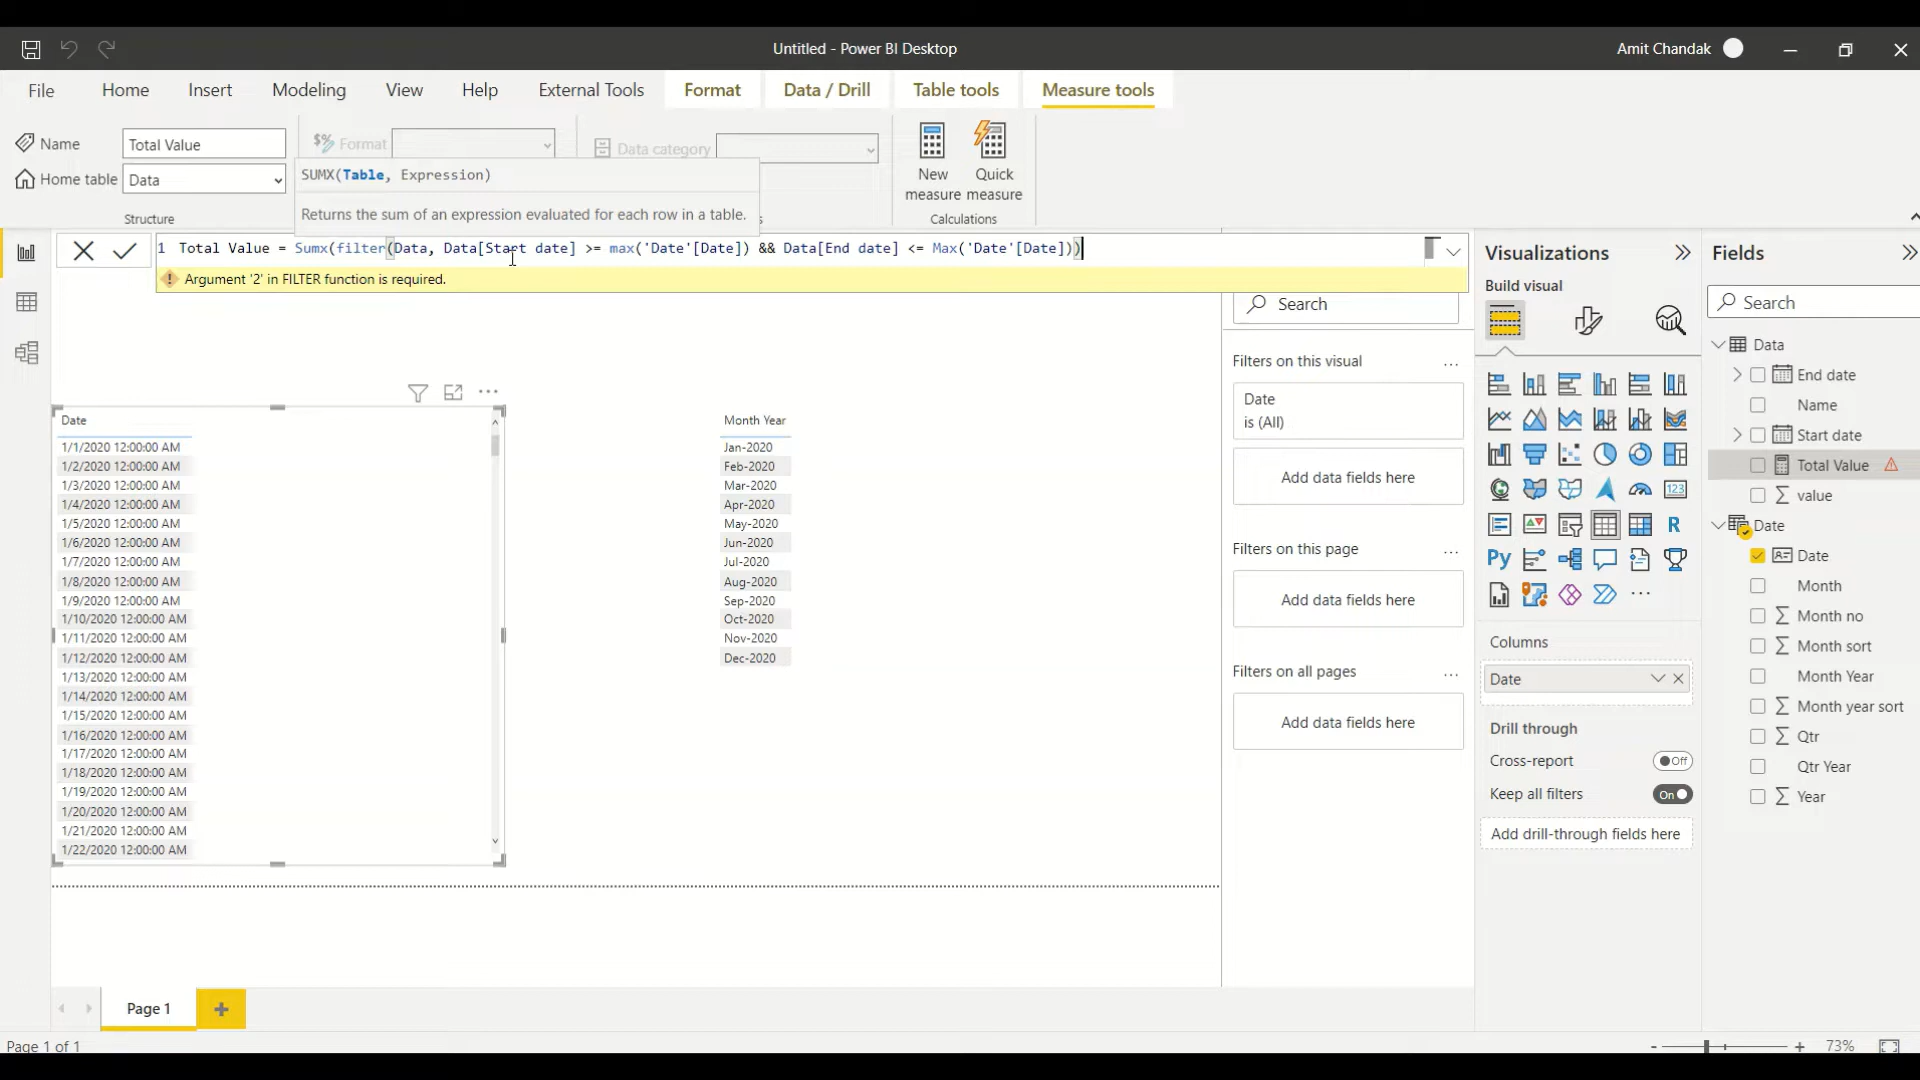 Untitled - Power BI Desktop
Amit Chandak
File Home Insert Modeling View Help External Tools Format Data / Drill Table tools Measure tools
Name Total Value
Format
Data category
Home table Data
SUMX(Table, Expression)
Returns the sum of an expression evaluated for each row in a table.
Structure
New measure
Quick measure
Calculations
1 Total Value = Sumx(filter(Data, Data[Start date] >= max('Date'[Date]) && Data[End date] <= Max('Date'[Date]))
Argument '2' in FILTER function is required.
Date
1/1/2020 12:00:00 AM
1/2/2020 12:00:00 AM
1/3/2020 12:00:00 AM
1/4/2020 12:00:00 AM
1/5/2020 12:00:00 AM
1/6/2020 12:00:00 AM
1/7/2020 12:00:00 AM
1/8/2020 12:00:00 AM
1/9/2020 12:00:00 AM
1/10/2020 12:00:00 AM
1/11/2020 12:00:00 AM
1/12/2020 12:00:00 AM
1/13/2020 12:00:00 AM
1/14/2020 12:00:00 AM
1/15/2020 12:00:00 AM
1/16/2020 12:00:00 AM
1/17/2020 12:00:00 AM
1/18/2020 12:00:00 AM
1/19/2020 12:00:00 AM
1/20/2020 12:00:00 AM
1/21/2020 12:00:00 AM
1/22/2020 12:00:00 AM
Month Year
Jan-2020
Feb-2020
Mar-2020
Apr-2020
May-2020
Jun-2020
Jul-2020
Aug-2020
Sep-2020
Oct-2020
Nov-2020
Dec-2020
Search
Filters on this visual
Date
is (All)
Add data fields here
Filters on this page
Add data fields here
Filters on all pages
Add data fields here
Visualizations
Build visual
123
R
Py
Columns
Date
Drill through
Cross-report Off
Keep all filters On
Add drill-through fields here
Fields
Search
Data
End date
Name
Start date
Total Value
value
Date
Date
Month
Month no
Month sort
Month Year
Month year sort
Qtr
Qtr Year
Year
Page 1
Page 1 of 1
73%